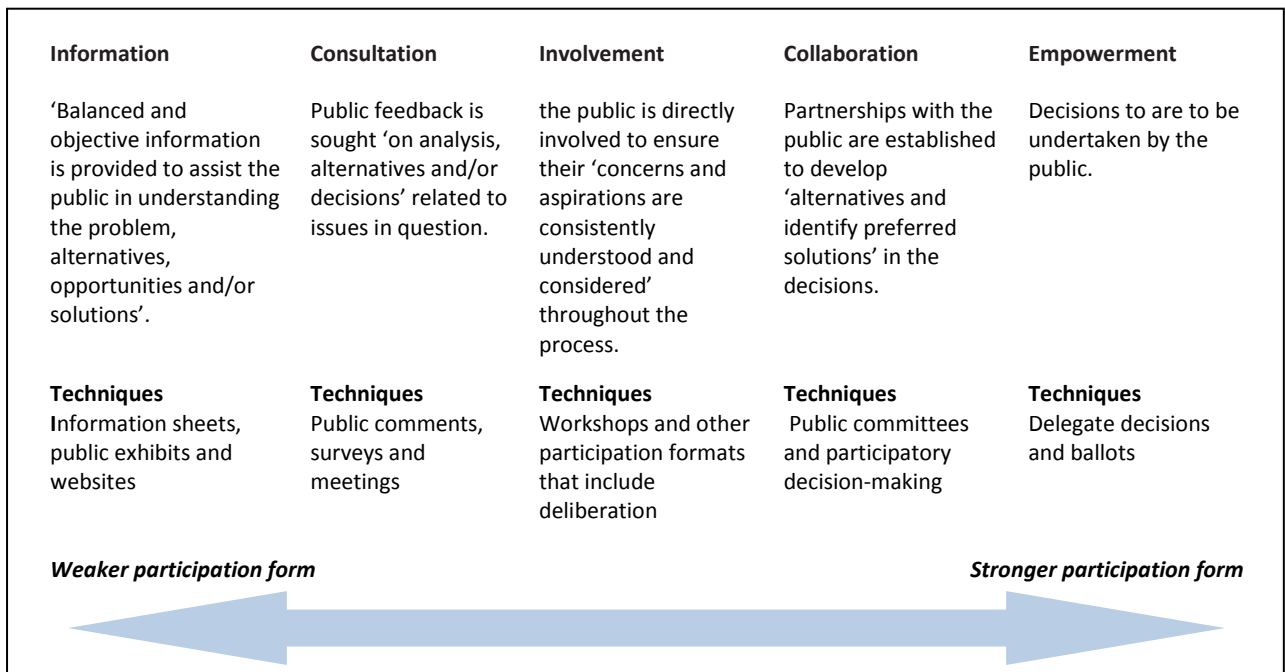 Information
‘Balanced and
objective information
is provided to assist the
public in understanding
the problem,
alternatives,
opportunities and/or
solutions’.
Techniques
Information sheets,
public exhibits and
websites
Consultation
Public feedback is
sought ‘on analysis,
alternatives and/or
decisions’ related to
issues in question.
Techniques
Public comments,
surveys and
meetings
Involvement
the public is directly
involved to ensure
their ‘concerns and
aspirations are
consistently
understood and
considered’
throughout the
process.
Techniques
Workshops and other
participation formats
that include
deliberation
Collaboration
Partnerships with the
public are established
to develop
‘alternatives and
identify preferred
solutions’ in the
decisions.
Techniques
Public committees
and participatory
decision-making
Empowerment
Decisions to are to be
undertaken by the
public.
Techniques
Delegate decisions
and ballots
Weaker participation form
Stronger participation form